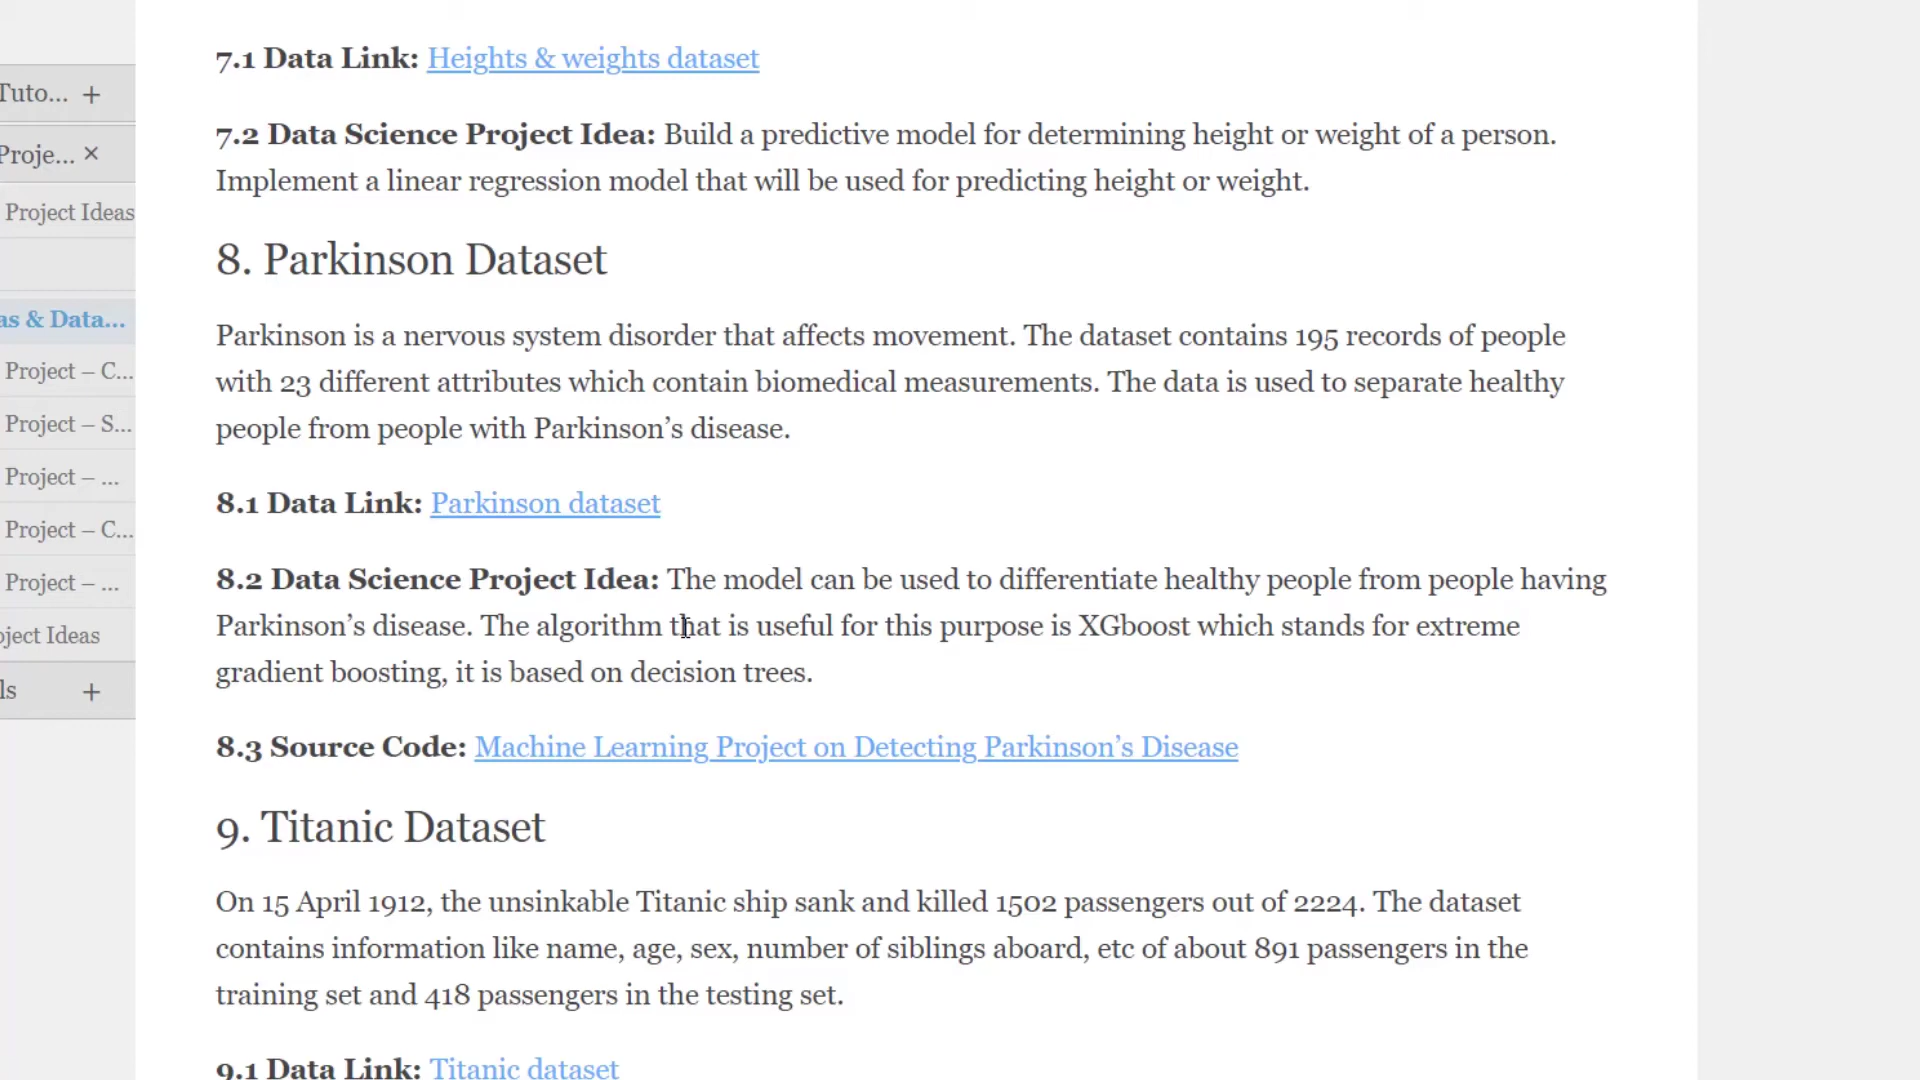 Tuto... +
Proje... ×
Project Ideas
as & Data...
Project – C...
Project – S...
Project – ...
Project – C...
Project – ...
oject Ideas
ls +
7.1 Data Link: Heights & weights dataset
7.2 Data Science Project Idea: Build a predictive model for determining height or weight of a person.
Implement a linear regression model that will be used for predicting height or weight.
8. Parkinson Dataset
Parkinson is a nervous system disorder that affects movement. The dataset contains 195 records of people
with 23 different attributes which contain biomedical measurements. The data is used to separate healthy
people from people with Parkinson’s disease.
8.1 Data Link: Parkinson dataset
8.2 Data Science Project Idea: The model can be used to differentiate healthy people from people having
Parkinson’s disease. The algorithm that is useful for this purpose is XGboost which stands for extreme
gradient boosting, it is based on decision trees.
8.3 Source Code: Machine Learning Project on Detecting Parkinson’s Disease
9. Titanic Dataset
On 15 April 1912, the unsinkable Titanic ship sank and killed 1502 passengers out of 2224. The dataset
contains information like name, age, sex, number of siblings aboard, etc of about 891 passengers in the
training set and 418 passengers in the testing set.
9.1 Data Link: Titanic dataset